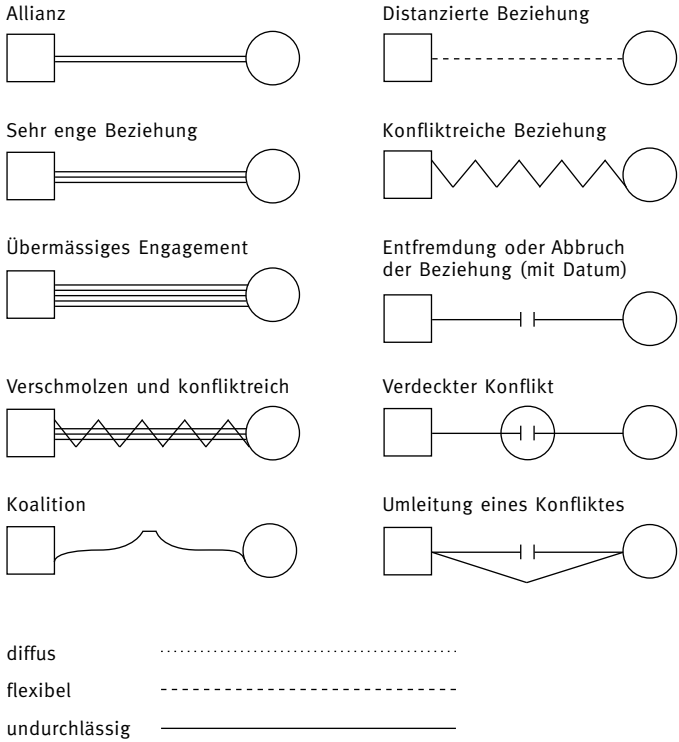 Allianz
Distanzierte Beziehung
Sehr enge Beziehung
Konfliktreiche Beziehung
Übermässiges Engagement
Entfremdung oder Abbruch
der Beziehung (mit Datum)
Verschmolzen und konfliktreich
Verdeckter Konflikt
Koalition
Umleitung eines Konfliktes
diffus
flexibel
undurchlässig